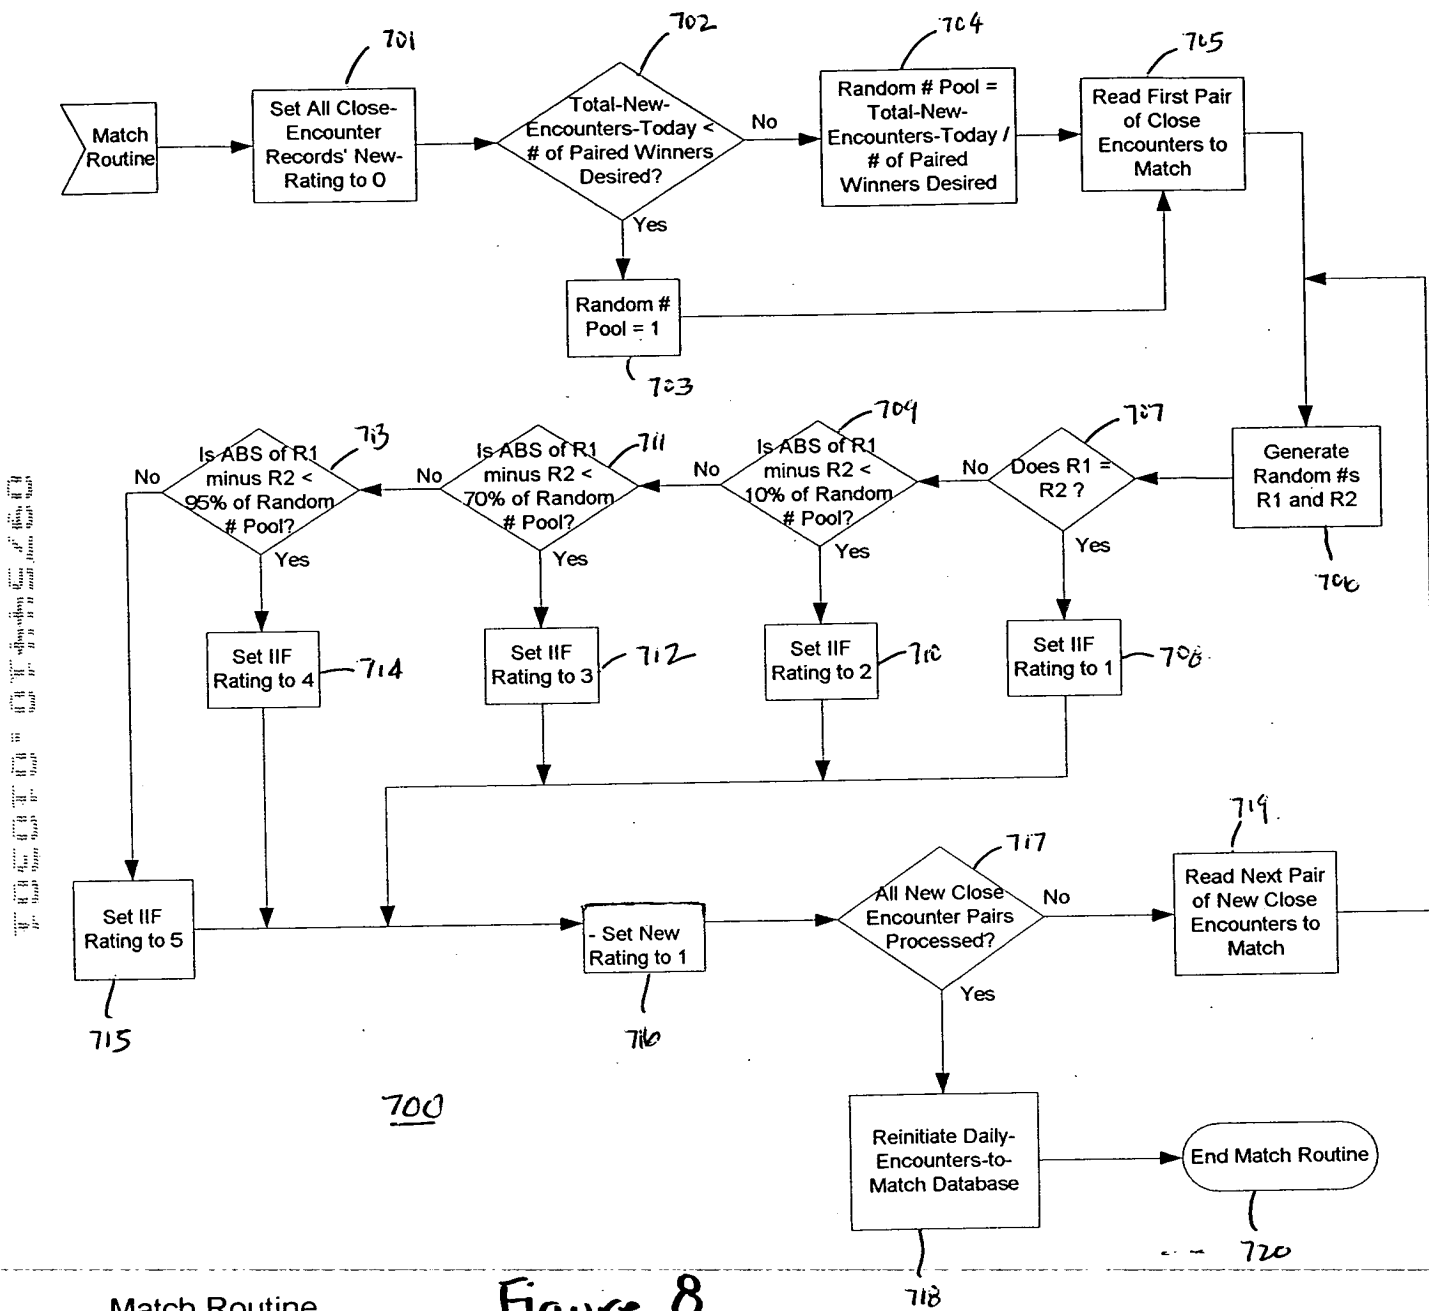 701
702
704
705
Match
Routine
Set All Close-
Encounter
Records' New-
Rating to 0
Total-New-
Encounters-Today <
# of Paired Winners
Desired?
No
Random # Pool =
Total-New-
Encounters-Today /
# of Paired
Winners Desired
Read First Pair
of Close
Encounters to
Match
Yes
Random #
Pool = 1
703
713
711
709
707
No
Is ABS of R1
minus R2 <
95% of Random
# Pool?
Yes
No
Is ABS of R1
minus R2 <
70% of Random
# Pool?
Yes
No
Is ABS of R1
minus R2 <
10% of Random
# Pool?
Yes
No
Does R1 =
R2 ?
Yes
Generate
Random #s
R1 and R2
706
Set IIF
Rating to 4
714
Set IIF
Rating to 3
712
Set IIF
Rating to 2
710
Set IIF
Rating to 1
708
Set IIF
Rating to 5
715
- Set New
Rating to 1
716
717
All New Close
Encounter Pairs
Processed?
No
Yes
719
Read Next Pair
of New Close
Encounters to
Match
700
Reinitiate Daily-
Encounters-to-
Match Database
718
End Match Routine
720
Match Routine
Figure 8